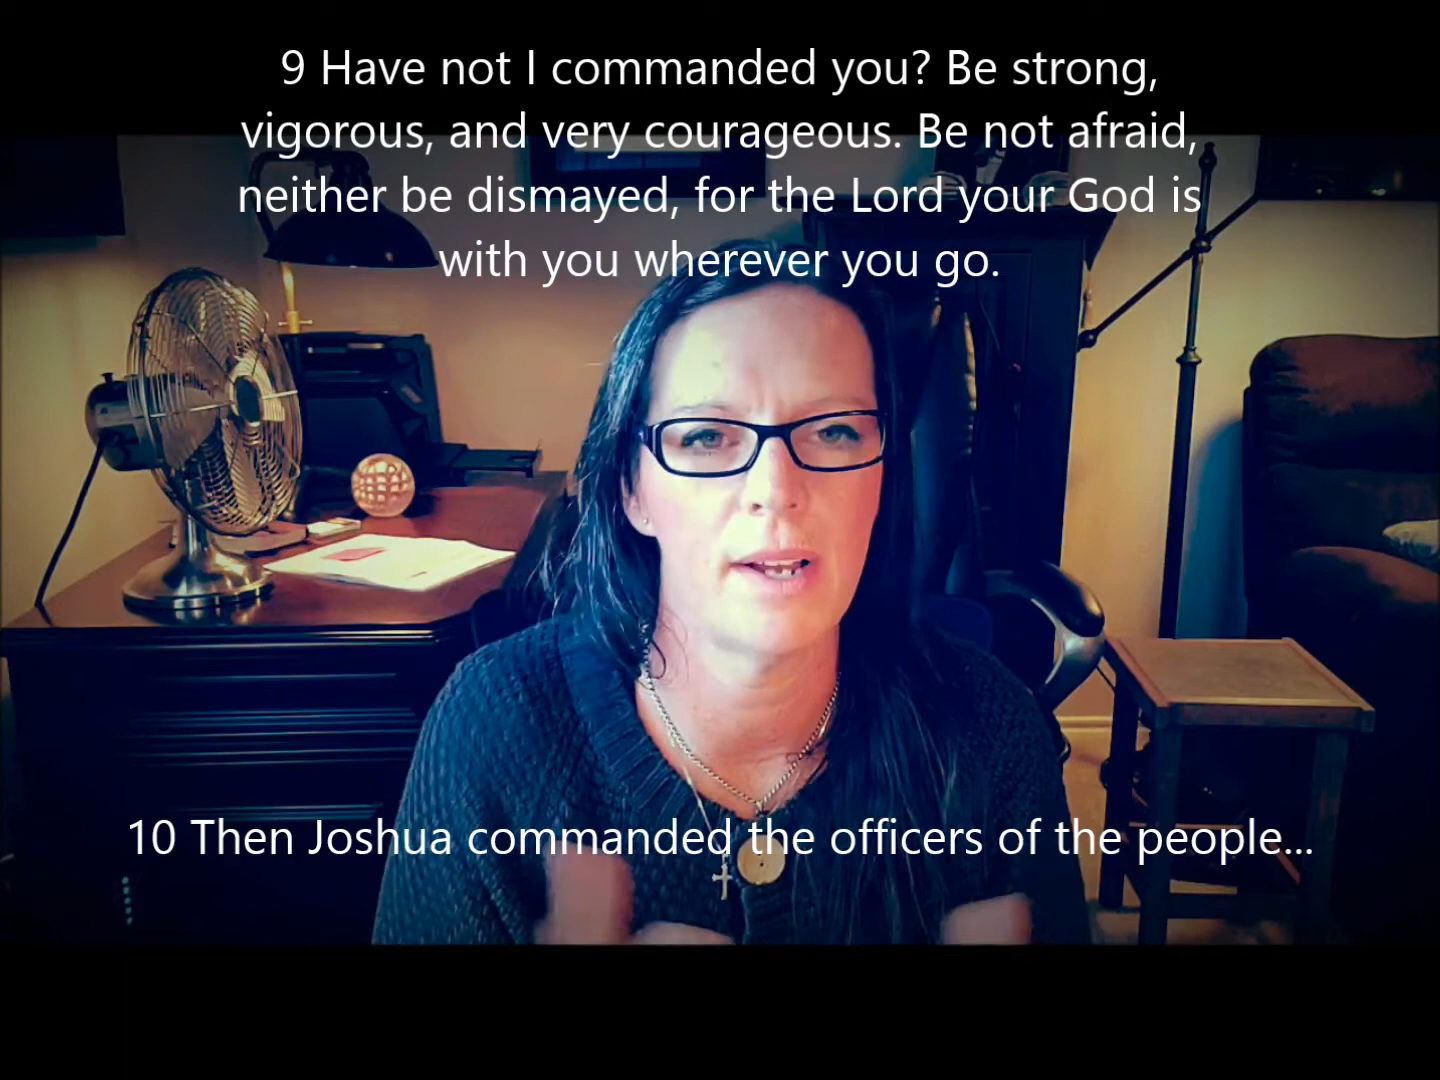 9 Have not I commanded you? Be strong,
vigorous, and very courageous. Be not afraid,
neither be dismayed, for the Lord your God is
with you wherever you go.
10 Then Joshua commanded the officers of the people...